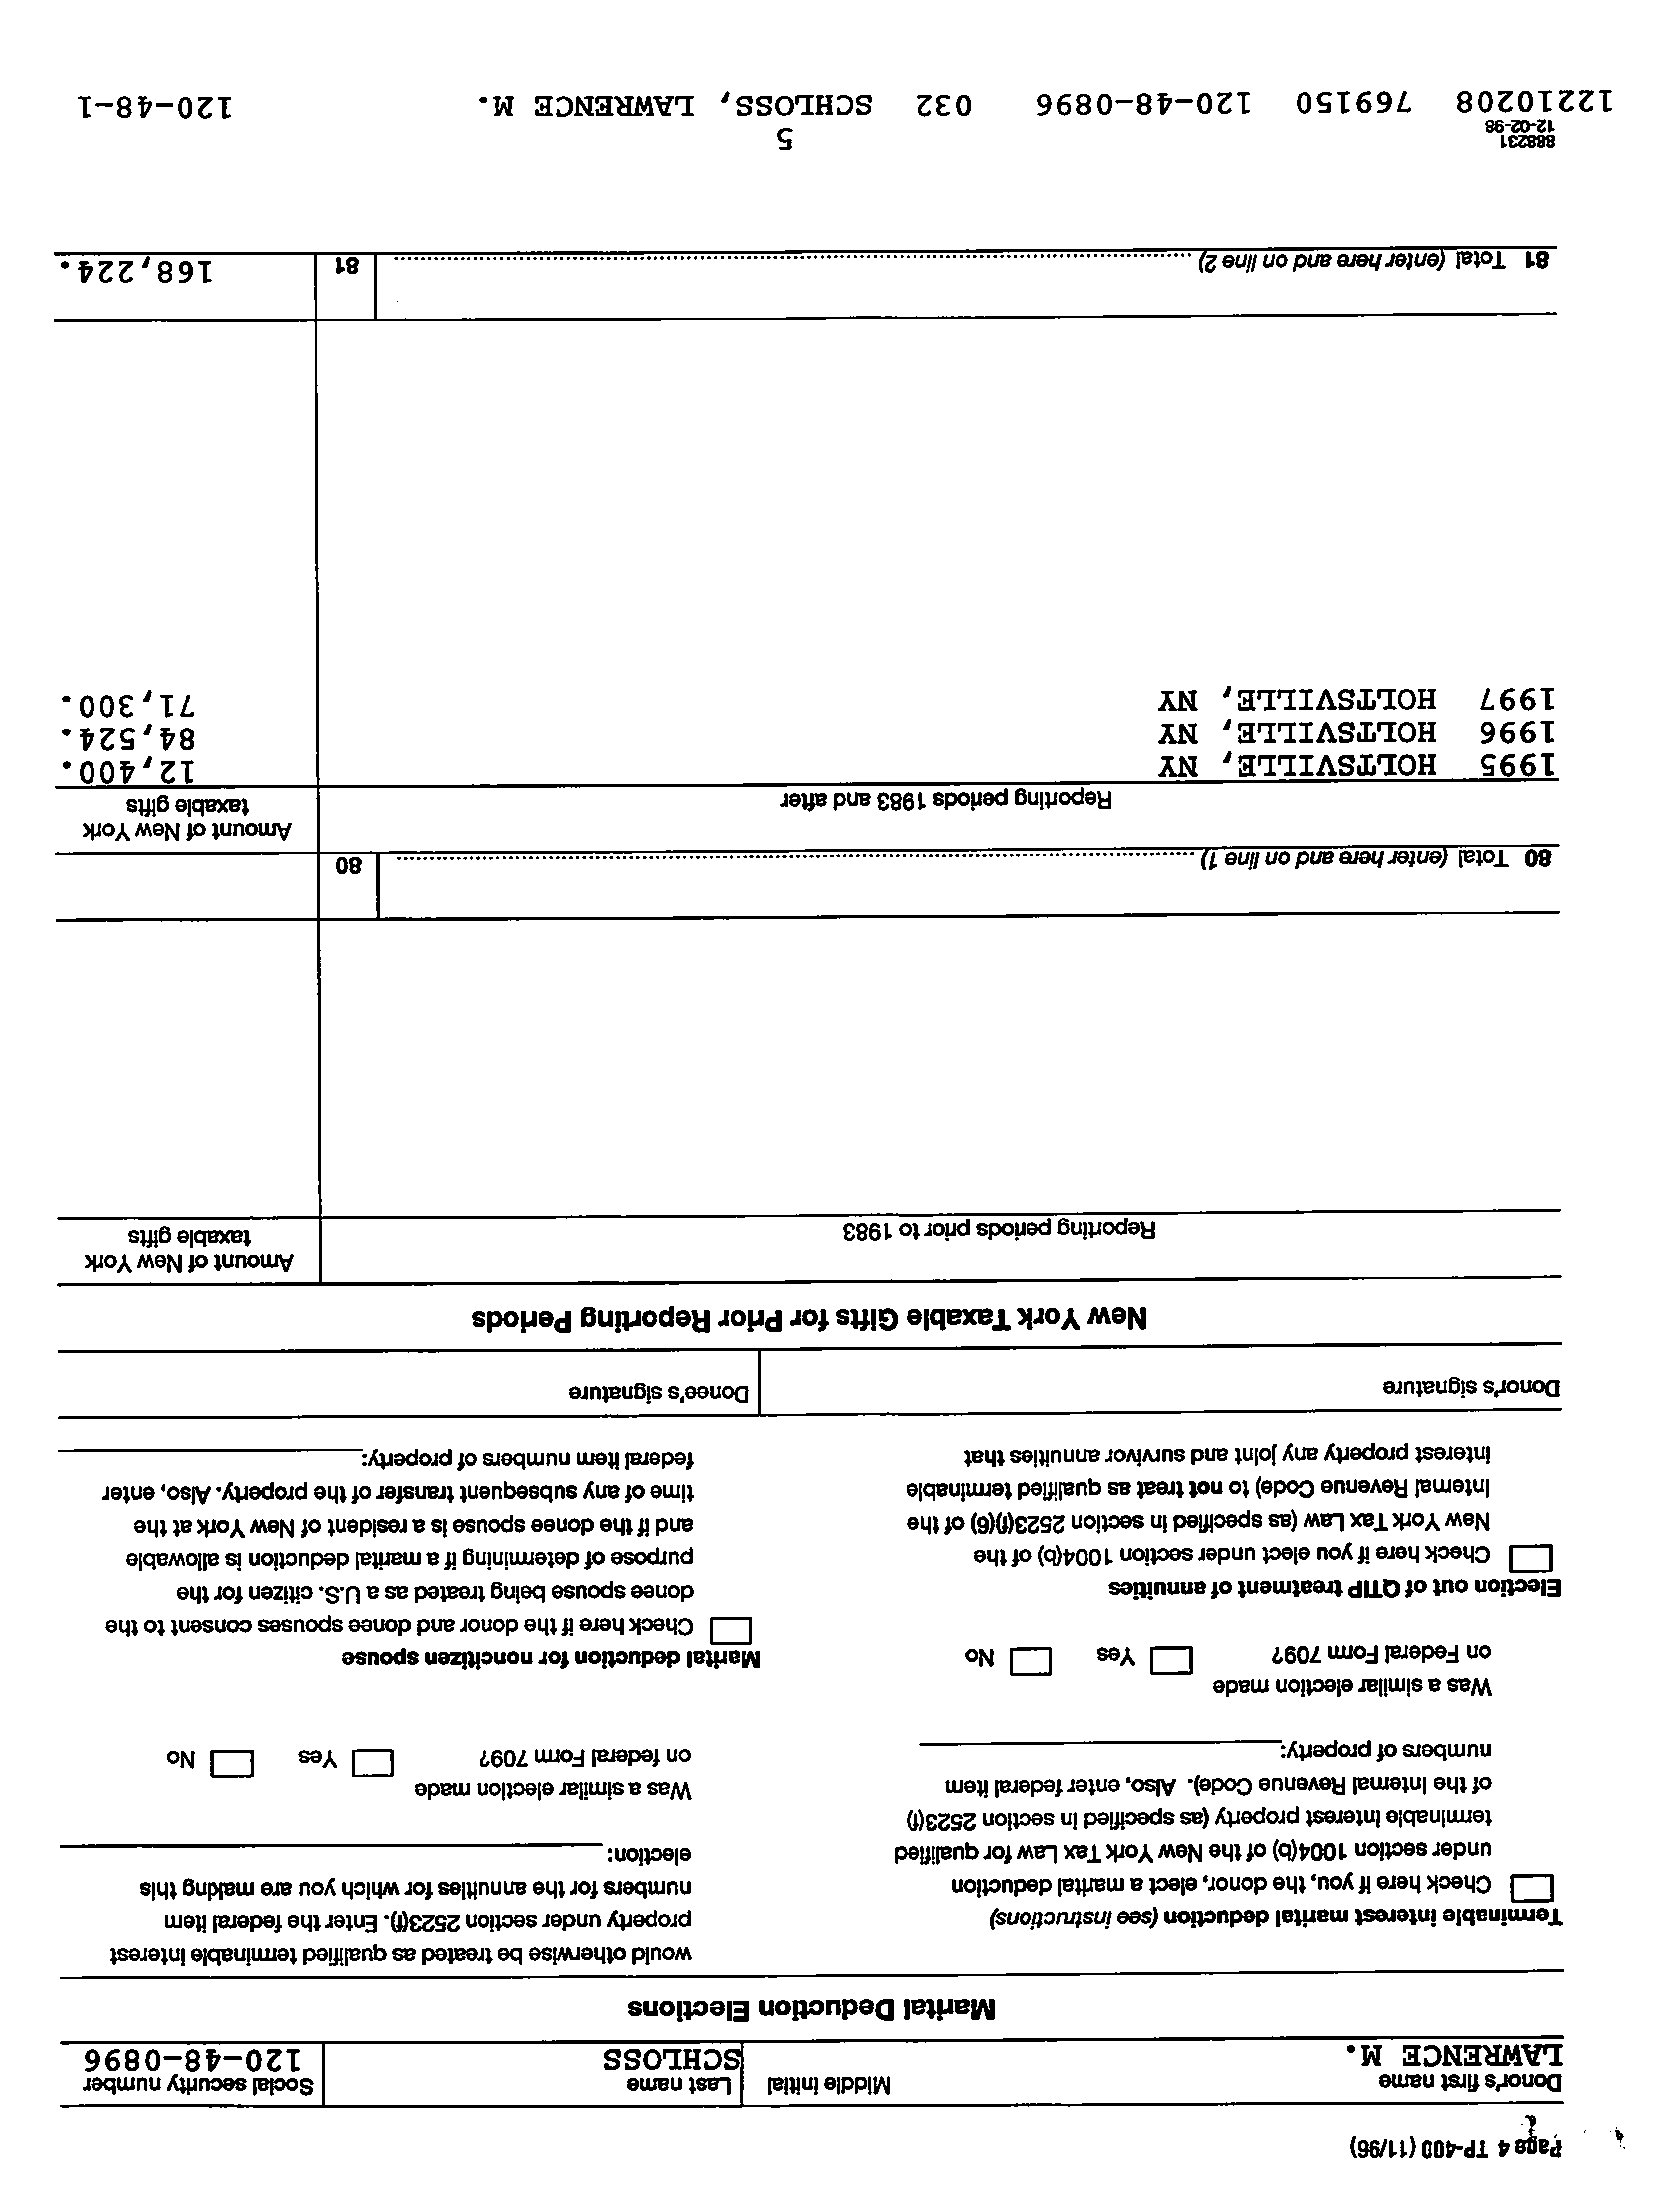 Page 4 TP-400 (11/96)
Donor's first name Middle initial Last name Social security number
LAWRENCE M. SCHLOSS 120-48-0896
Marital Deduction Elections
Terminable interest marital deduction (see instructions)
Check here if you, the donor, elect a marital deduction
under section 1004(b) of the New York Tax Law for qualified
terminable interest property (as specified in section 2523(f)
of the Internal Revenue Code). Also, enter federal item
numbers of property:
Was a similar election made
on Federal Form 709? Yes No
Election out of QTIP treatment of annuities
Check here if you elect under section 1004(b) of the
New York Tax Law (as specified in section 2523(f)(6) of the
Internal Revenue Code) to not treat as qualified terminable
interest property any joint and survivor annuities that
would otherwise be treated as qualified terminable interest
property under section 2523(f). Enter the federal item
numbers for the annuities for which you are making this
election:
Was a similar election made
on federal Form 709? Yes No
Marital deduction for noncitizen spouse
Check here if the donor and donee spouses consent to the
donee spouse being treated as a U.S. citizen for the
purpose of determining if a marital deduction is allowable
and if the donee spouse is a resident of New York at the
time of any subsequent transfer of the property. Also, enter
federal item numbers of property:
Donor's signature Donee's signature
New York Taxable Gifts for Prior Reporting Periods
Reporting periods prior to 1983 Amount of New York
taxable gifts
80 Total (enter here and on line 1) 80
Reporting periods 1983 and after Amount of New York
taxable gifts
1995 HOLTSVILLE, NY 12,400.
1996 HOLTSVILLE, NY 84,524.
1997 HOLTSVILLE, NY 71,300.
81 Total (enter here and on line 2) 81 168,224.
888231
12-02-98
5
12210208 769150 120-48-0896 032 SCHLOSS, LAWRENCE M. 120-48-1